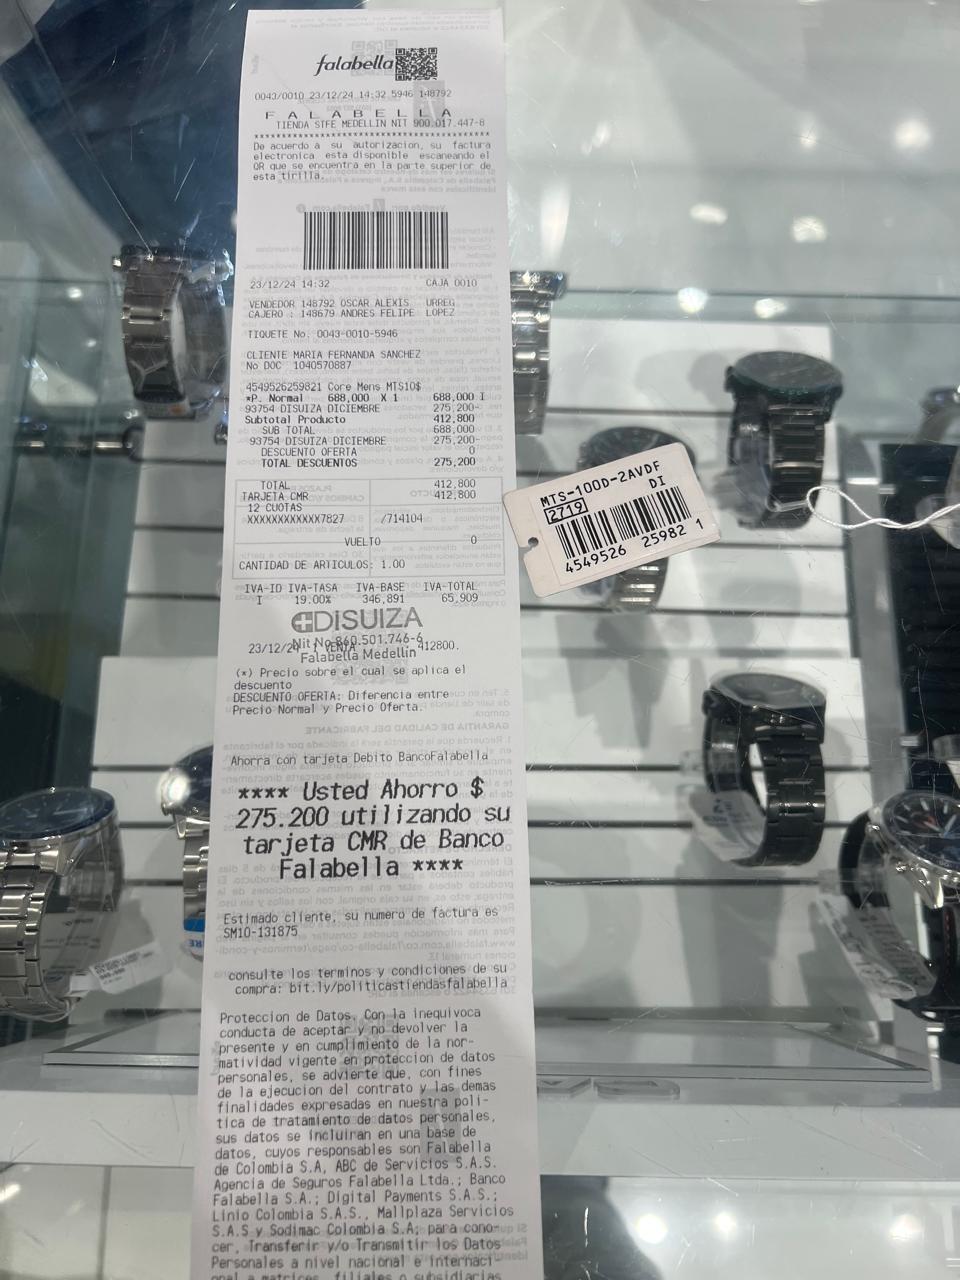 falabella
0043/0010 23/12/24 14:32 5946 148792
F A L A B E L L A
TIENDA STFE MEDELLIN NIT 900.017.447-8
De acuerdo a su autorizacion, su factura
electronica esta disponible escaneando el
QR que se encuentra en la parte superior de
esta tirilla.
23/12/24 14:32 CAJA 0010
VENDEDOR 148792 OSCAR ALEXIS URREG
CAJERO : 148679 ANDRES FELIPE LOPEZ
TIQUETE No. 0043-0010-5946
CLIENTE MARIA FERNANDA SANCHEZ
No DOC 1040570887
4549526259821 Core Mens MTS10$
*P. Normal 688,000 X 1 688,000 I
93754 DISUIZA DICIEMBRE 275,200-
Subtotal Producto 412,800
SUB TOTAL 688,000
93754 DISUIZA DICIEMBRE 275,200-
DESCUENTO OFERTA 0
TOTAL DESCUENTOS 275,200
TOTAL 412,800
TARJETA CMR 412,800
12 CUOTAS
XXXXXXXXXXXX7827 /714104
VUELTO 0
CANTIDAD DE ARTICULOS: 1.00
IVA-ID IVA-TASA IVA-BASE IVA-TOTAL
I 19.00% 346,891 65,909
DISUIZA
Nit No 860.501.746-6
23/12/24 1 VENTA 412800.
Falabella Medellín
(*) Precio sobre el cual se aplica el
descuento
DESCUENTO OFERTA: Diferencia entre
Precio Normal y Precio Oferta.
Ahorra con tarjeta Debito BancoFalabella
**** Usted Ahorro $
275.200 utilizando su
tarjeta CMR de Banco
Falabella ****
Estimado cliente, su numero de factura es
SM10-131875
consulte los terminos y condiciones de su
compra: bit.ly/politicastiendasfalabella
Proteccion de Datos. Con la inequivoca
conducta de aceptar y no devolver la
presente y en cumplimiento de la nor-
matividad vigente en proteccion de datos
personales, se advierte que, con fines
de la ejecucion del contrato y las demas
finalidades expresadas en nuestra poli-
tica de tratamiento de datos personales,
sus datos se incluiran en una base de
datos, cuyos responsables son Falabella
de Colombia S.A, ABC de Servicios S.A.S.
Agencia de Seguros Falabella Ltda.; Banco
Falabella S.A.; Digital Payments S.A.S.;
Linio Colombia S.A.S., Mallplaza Servicios
S.A.S y Sodimac Colombia S.A; para cono-
cer, Transferir y/o Transmitir los Datos
Personales a nivel nacional e internaci-
onal a matrices, filiales o subsidiarias
MTS-100D-2AVDF
2719 DI
4549526 25982 1